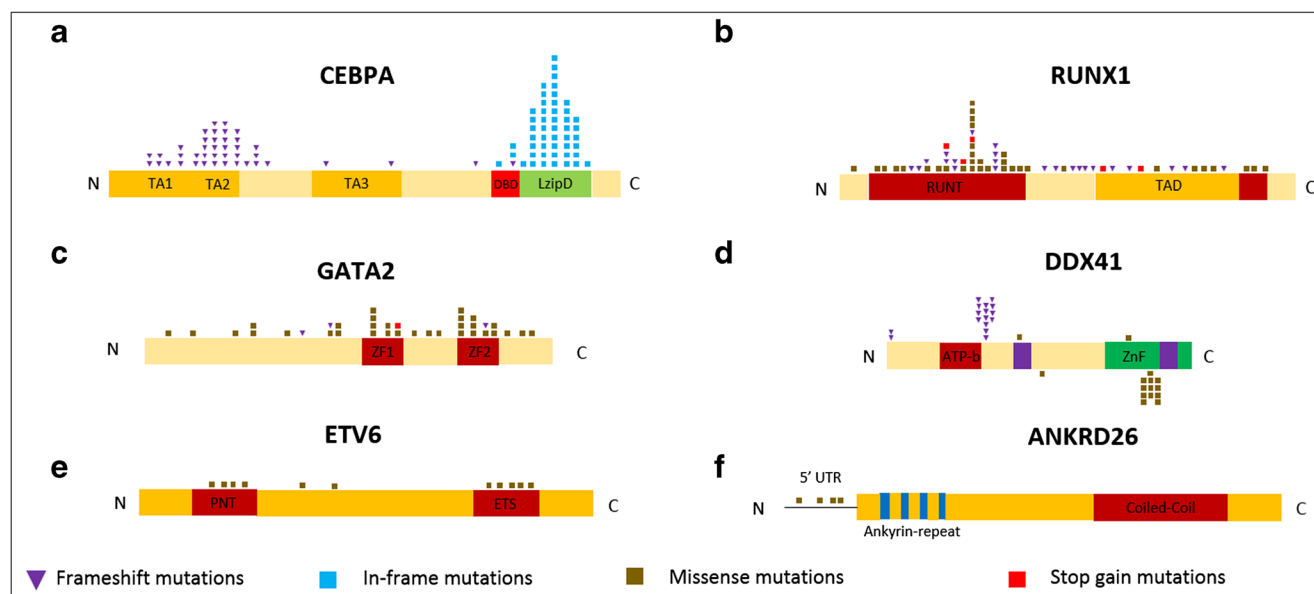 a
CEBPA
N TA1 TA2 TA3 DBD LzipD C
b
RUNX1
N RUNT TAD C
c
GATA2
N ZF1 ZF2 C
d
DDX41
N ATP-b ZnF C
e
ETV6
N PNT ETS C
f
ANKRD26
5' UTR
N Coiled-Coil C
Ankyrin-repeat
Frameshift mutations In-frame mutations Missense mutations Stop gain mutations